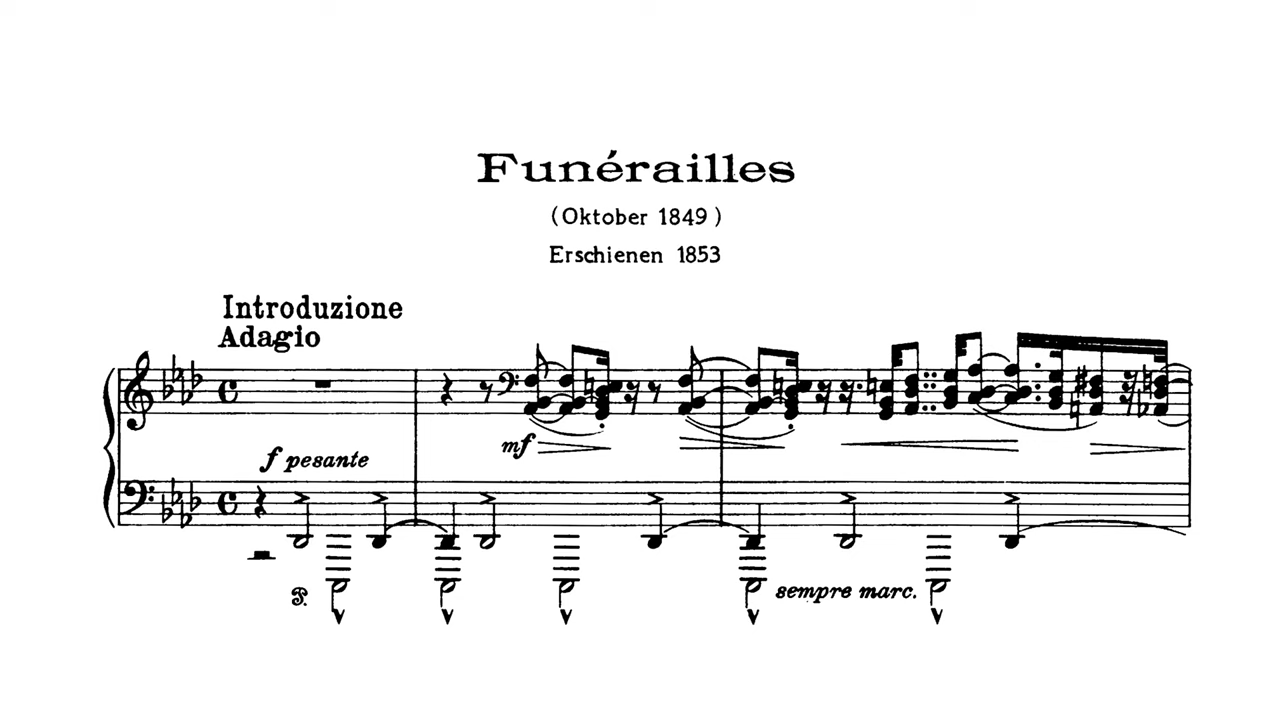 Funérailles
(Oktober 1849)
Erschienen 1853
Introduzione
Adagio
mf
f pesante
sempre marc.